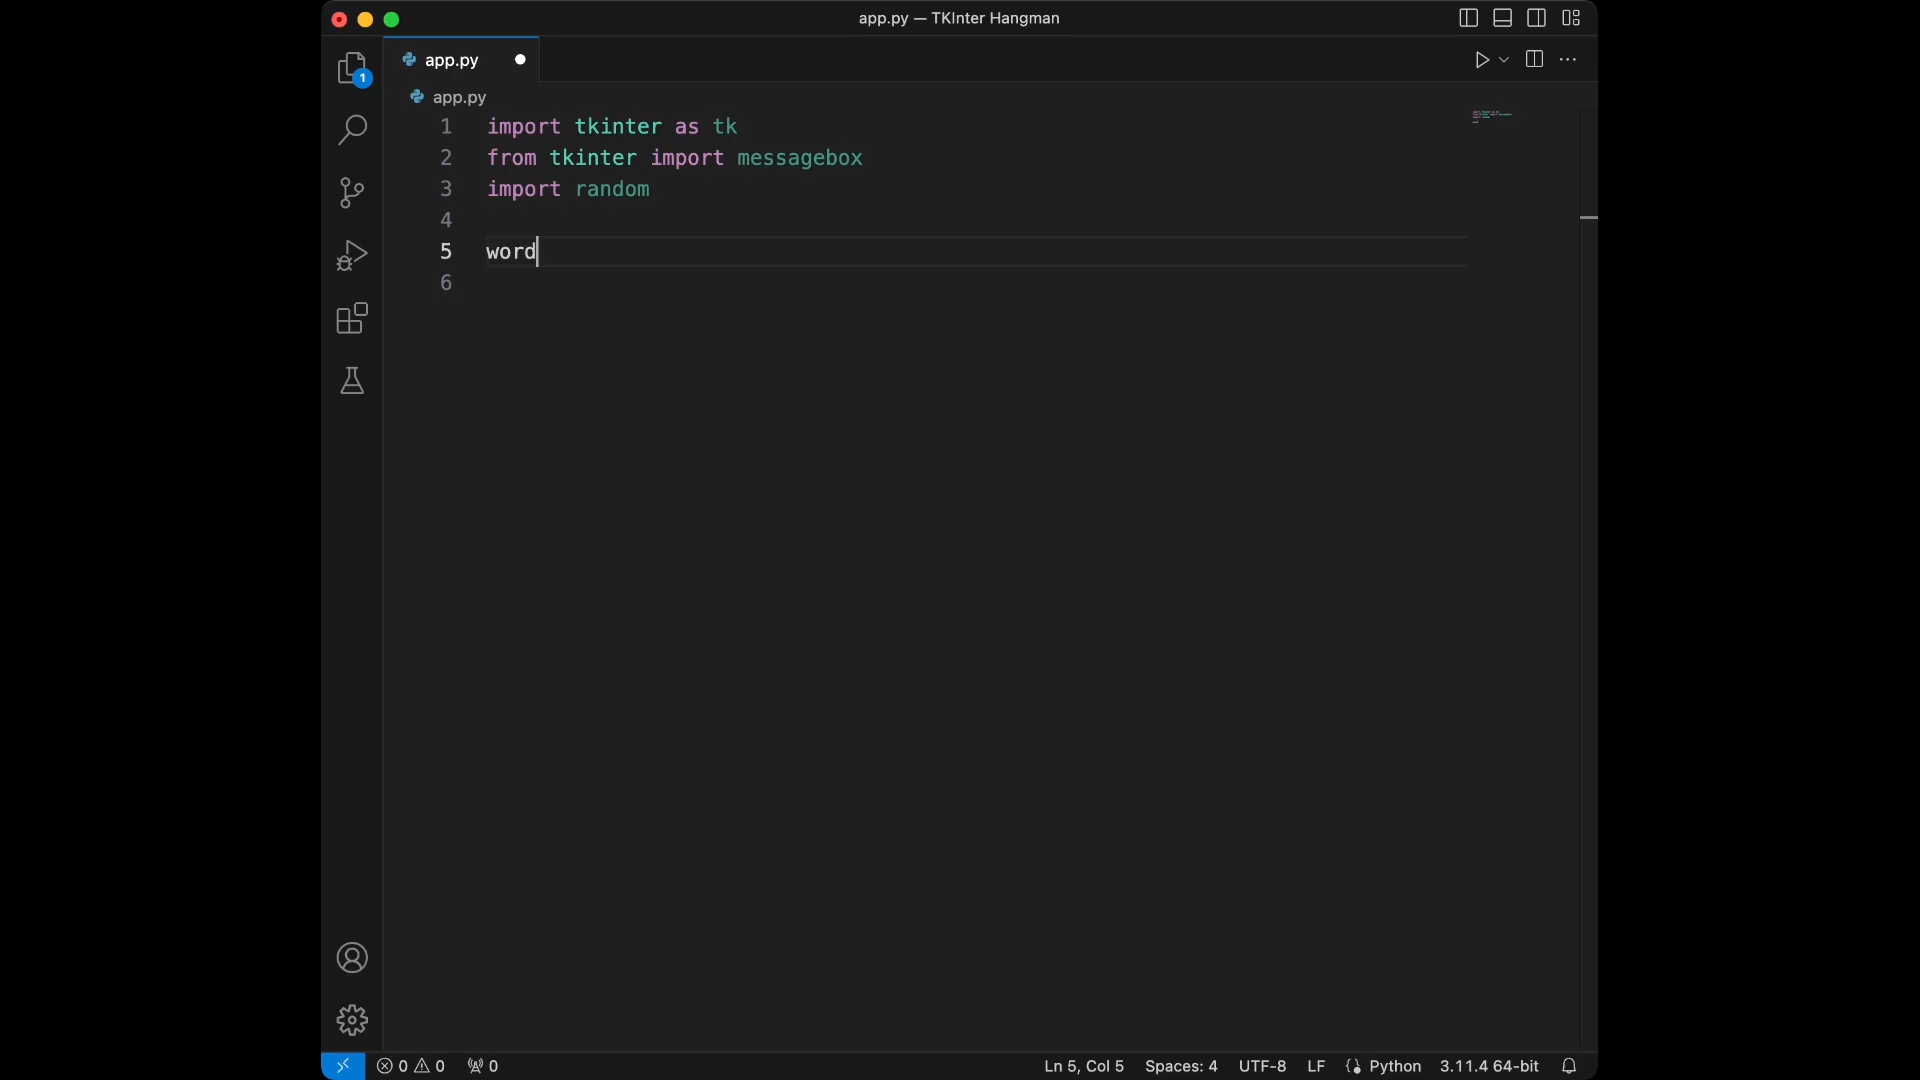 app.py — TKInter Hangman
app.py
1
app.py
1 import tkinter as tk
2 from tkinter import messagebox
3 import random
4
5 word
6
0 0 0 Ln 5, Col 5 Spaces: 4 UTF-8 LF Python 3.11.4 64-bit